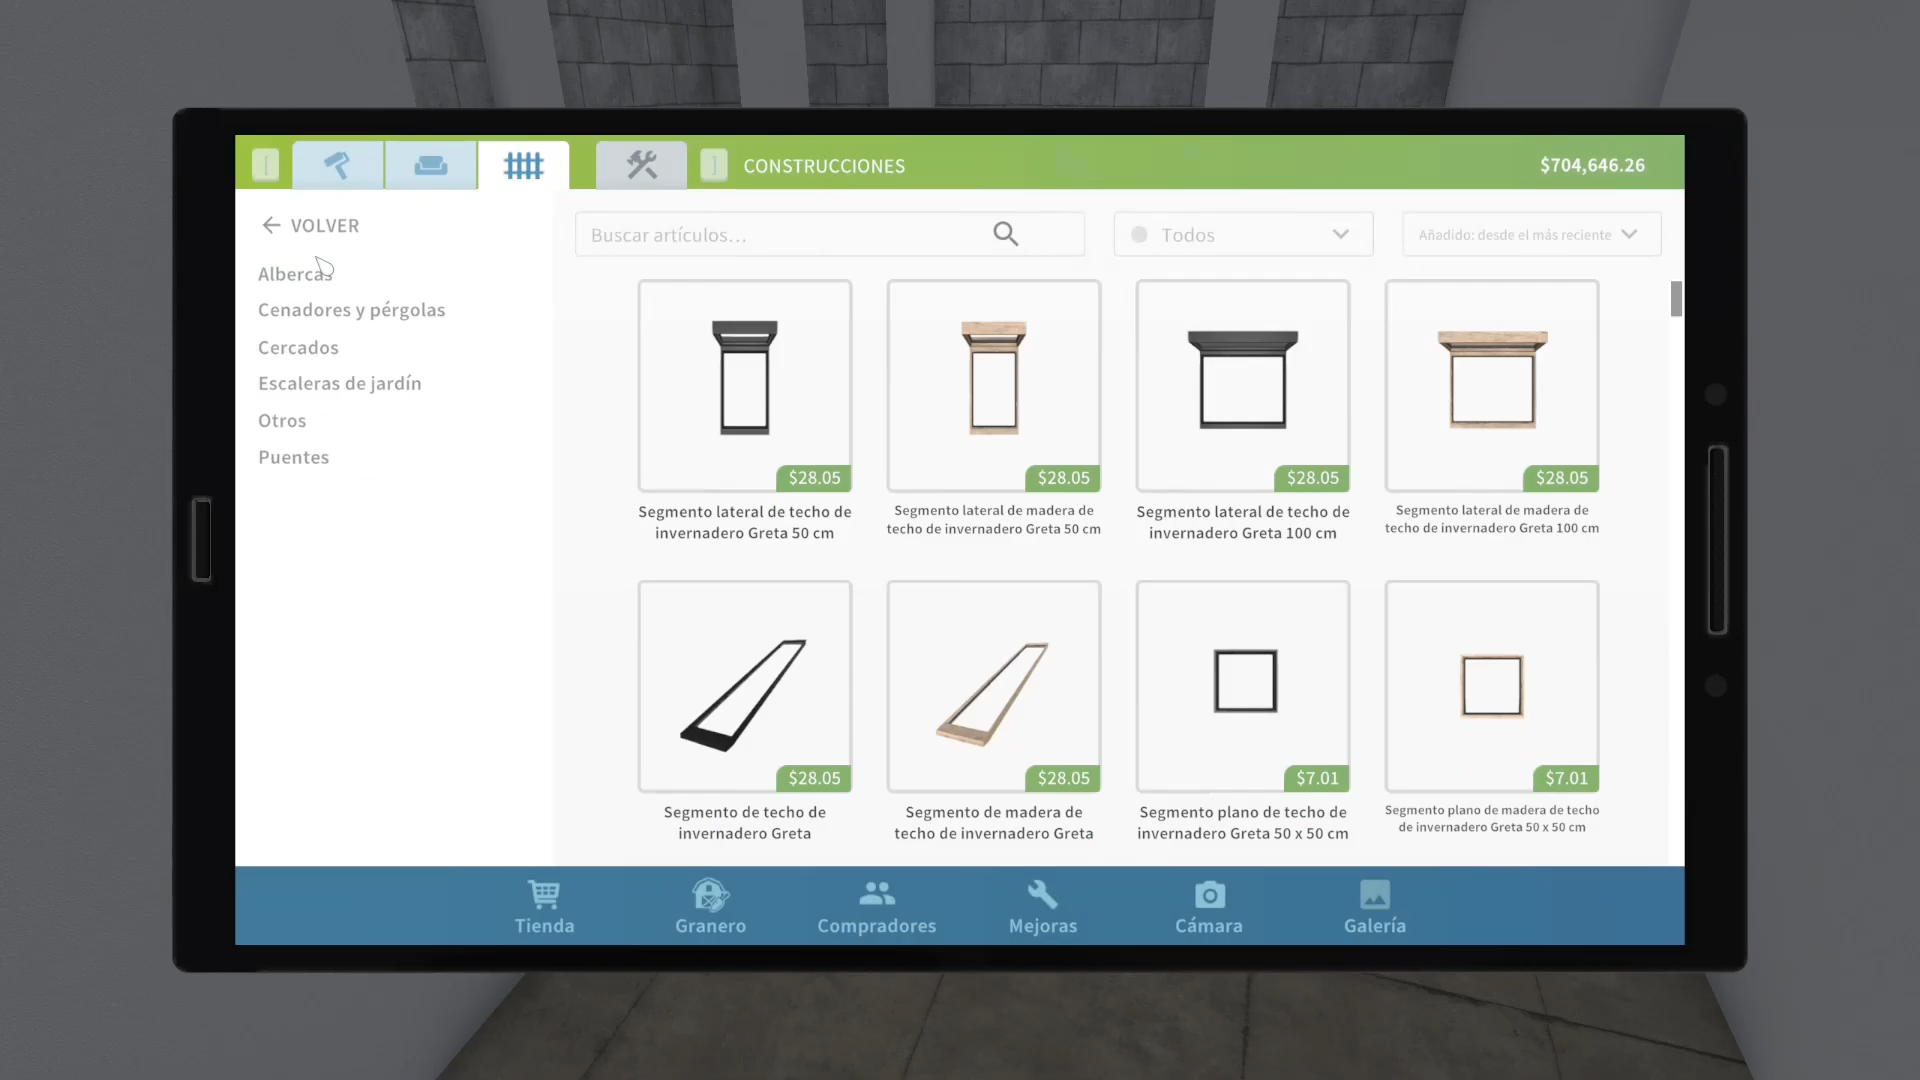 CONSTRUCCIONES
$704,646.26
VOLVER
Albercas
Cenadores y pérgolas
Cercados
Escaleras de jardín
Otros
Puentes
Buscar artículos...
Todos
Añadido: desde el más reciente
$28.05
$28.05
$28.05
$28.05
Segmento lateral de techo de
invernadero Greta 50 cm
Segmento lateral de madera de
techo de invernadero Greta 50 cm
Segmento lateral de techo de
invernadero Greta 100 cm
Segmento lateral de madera de
techo de invernadero Greta 100 cm
$28.05
$28.05
$7.01
$7.01
Segmento de techo de
invernadero Greta
Segmento de madera de
techo de invernadero Greta
Segmento plano de techo de
invernadero Greta 50 x 50 cm
Segmento plano de madera de techo
de invernadero Greta 50 x 50 cm
Tienda
Granero
Compradores
Mejoras
Cámara
Galería